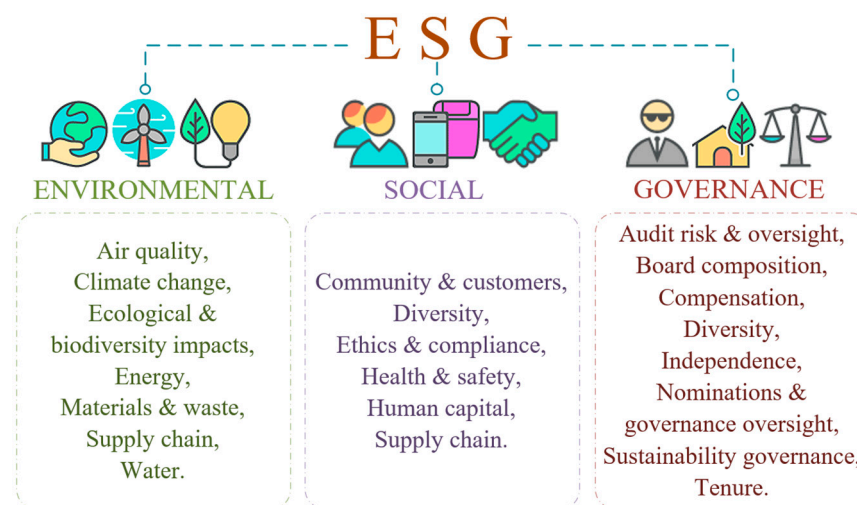 E S G
ENVIRONMENTAL
Air quality,
Climate change,
Ecological &
biodiversity impacts,
Energy,
Materials & waste,
Supply chain,
Water.
SOCIAL
Community & customers,
Diversity,
Ethics & compliance,
Health & safety,
Human capital,
Supply chain.
GOVERNANCE
Audit risk & oversight,
Board composition,
Compensation,
Diversity,
Independence,
Nominations &
governance oversight,
Sustainability governance,
Tenure.